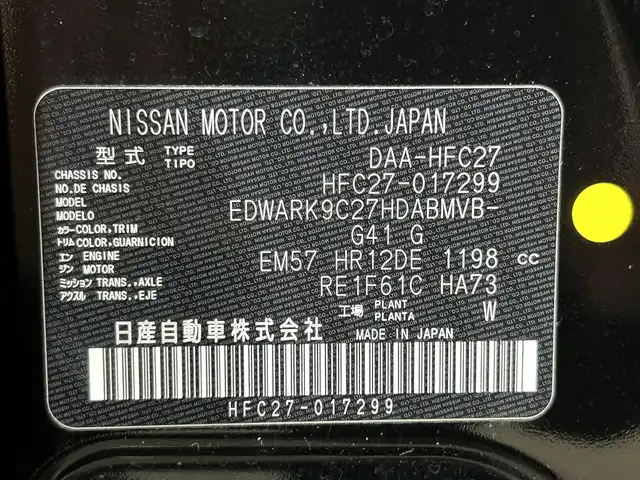 NISSAN MOTOR CO.,LTD.JAPAN
型式 TYPE TIPO DAA-HFC27
CHASSIS NO. NO.DE CHASIS HFC27-017299
MODEL MODELO EDWARK9C27HDABMVB-
カラー COLOR,TRIM
トリム COLOR,GUARNICION G41 G
エンジン ENGINE MOTOR EM57 HR12DE 1198 cc
ミッション TRANS.,AXLE
アクスル TRANS.,EJE RE1F61C HA73
工場 PLANT PLANTA W
日産自動車株式会社 MADE IN JAPAN
HFC27-017299